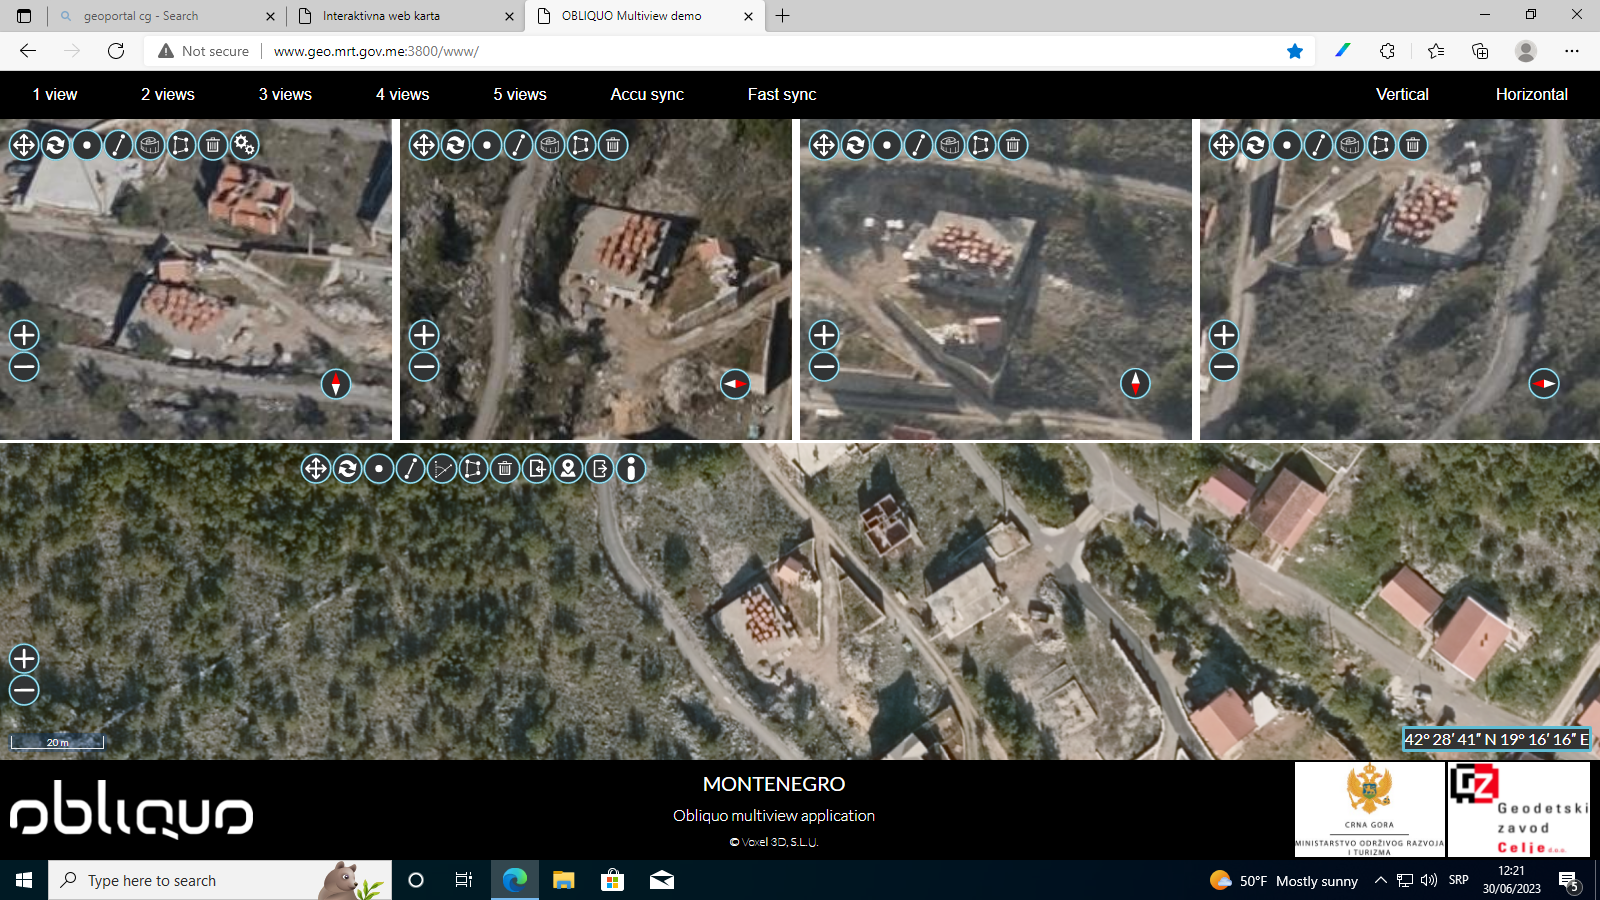 geoportal cg - Search
Interaktivna web karta
OBLIQUO Multiview demo
Not secure
www.geo.mrt.gov.me:3800/www/
1 view
2 views
3 views
4 views
5 views
Accu sync
Fast sync
Vertical
Horizontal
20 m
42° 28′ 41″ N 19° 16′ 16″ E
obliquo
MONTENEGRO
Obliquo multiview application
© Voxel 3D, S.L.U.
CRNA GORA
MINISTARSTVO ODRŽIVOG RAZVOJA
I TURIZMA
GZ
Geodetski
zavod
Celje d.o.o.
Type here to search
50°F Mostly sunny
SRP
12:21
30/06/2023
5